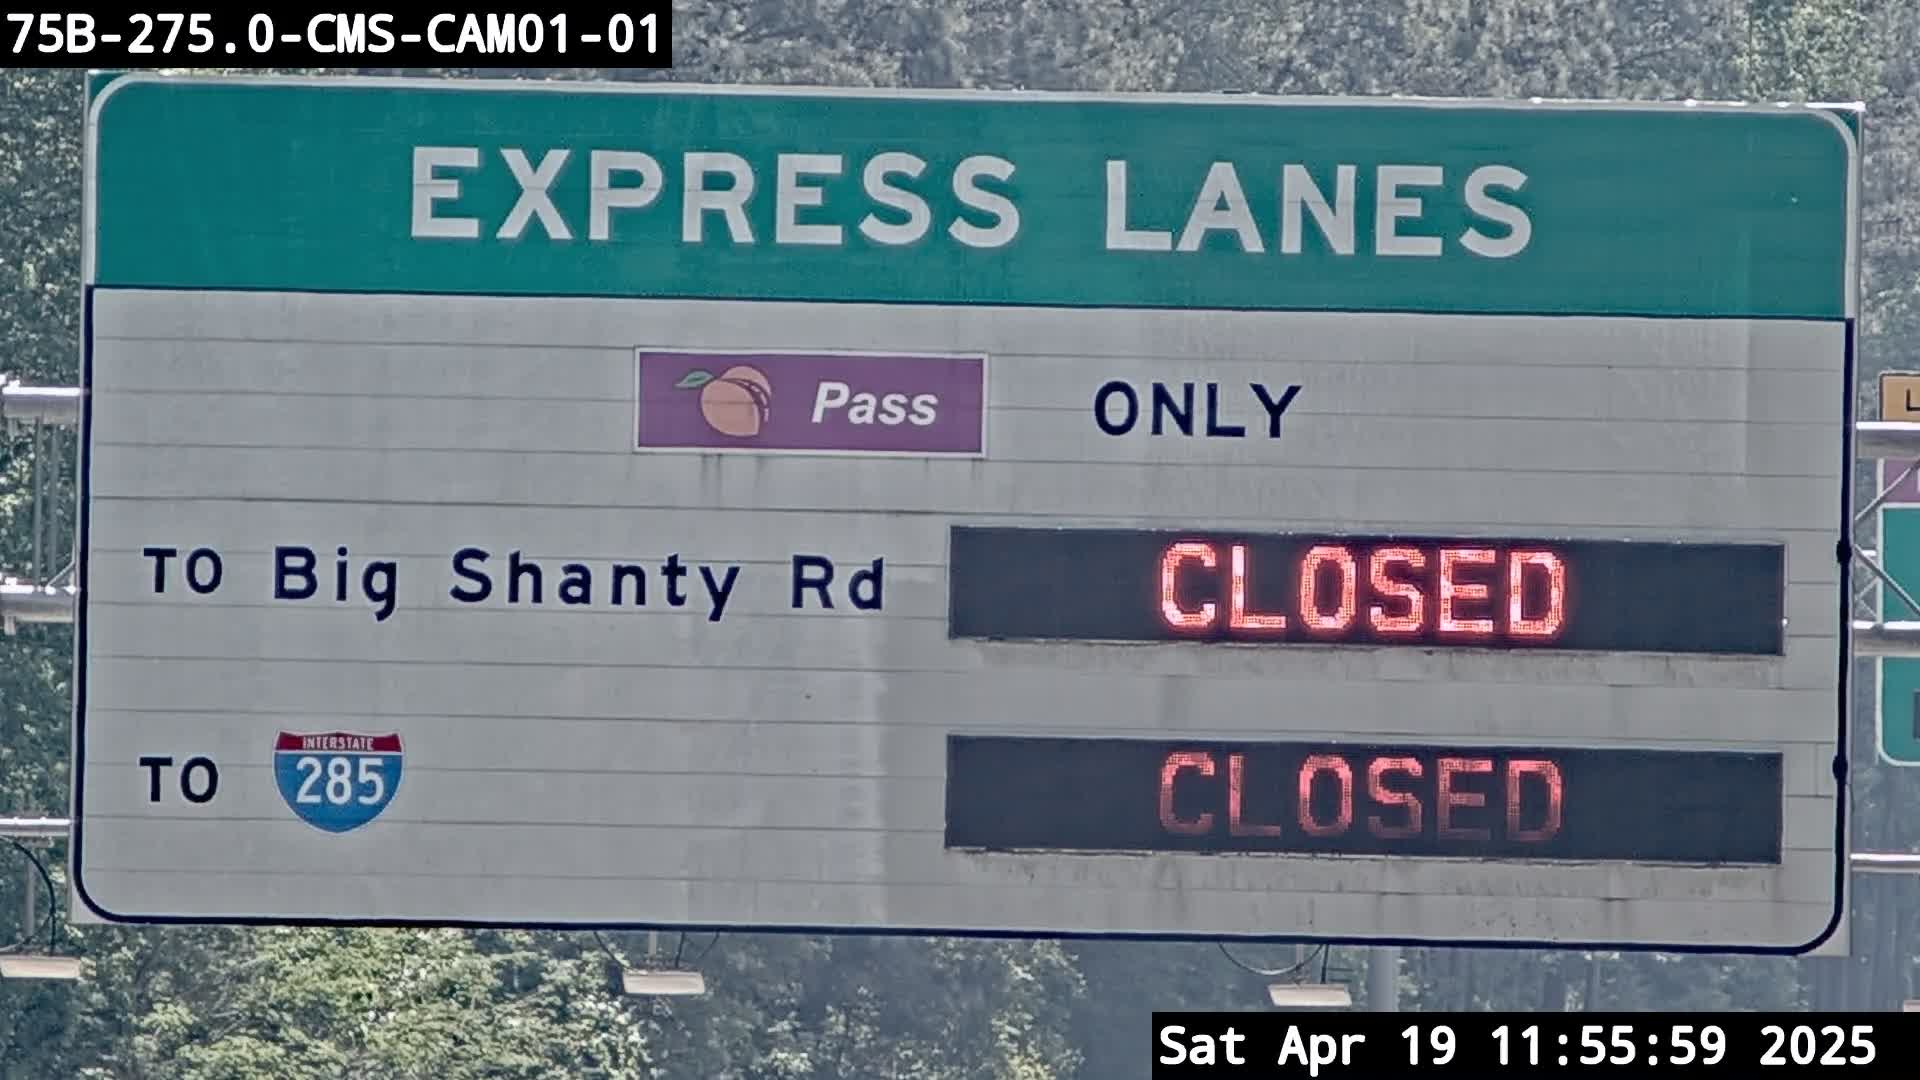 75B-275.0-CMS-CAM01-01
EXPRESS LANES
Pass ONLY
TO Big Shanty Rd CLOSED
TO INTERSTATE 285 CLOSED
Sat Apr 19 11:55:59 2025